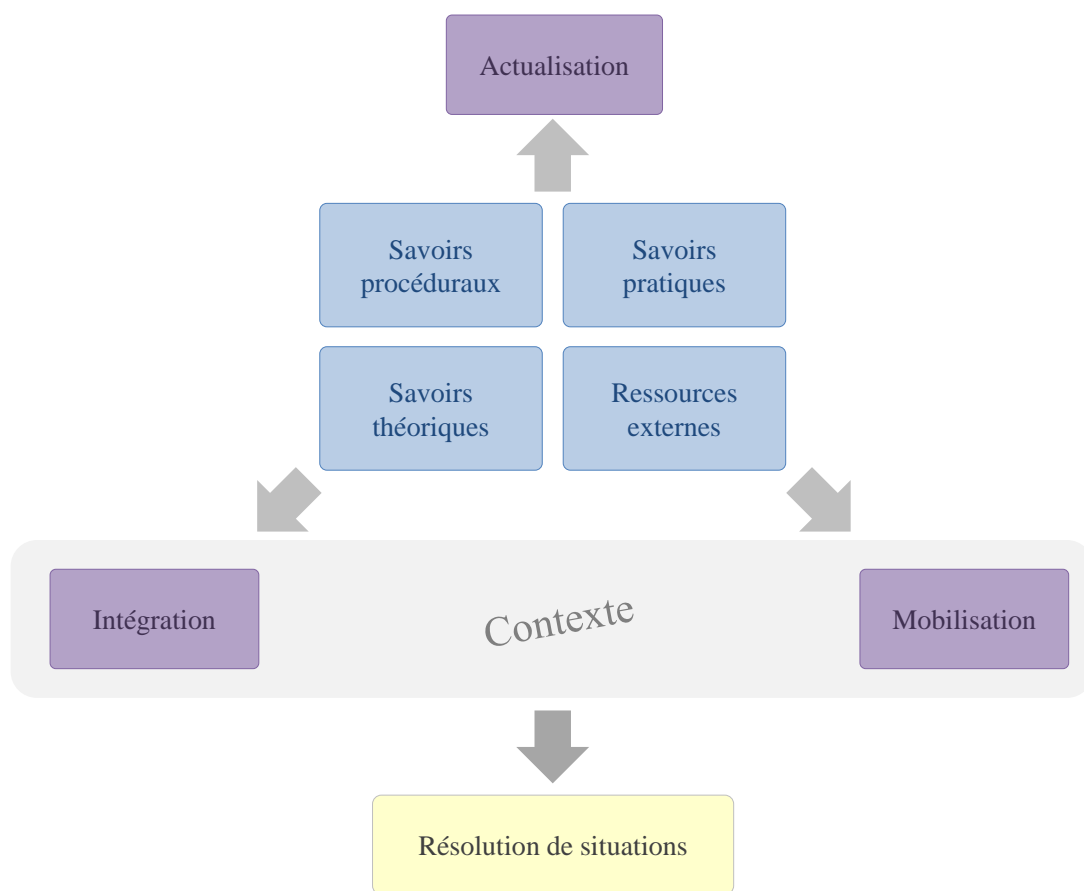 Actualisation
Savoirs
procéduraux
Savoirs
pratiques
Savoirs
théoriques
Ressources
externes
Intégration
Contexte
Mobilisation
Résolution de situations